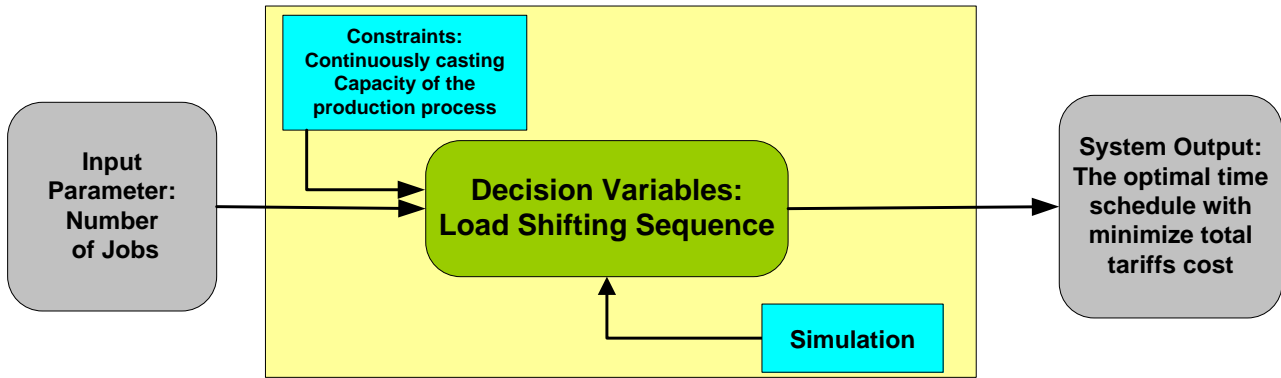 Constraints:
Continuously casting
Capacity of the
production process
Input
Parameter:
Number
of Jobs
Decision Variables:
Load Shifting Sequence
System Output:
The optimal time
schedule with
minimize total
tariffs cost
Simulation